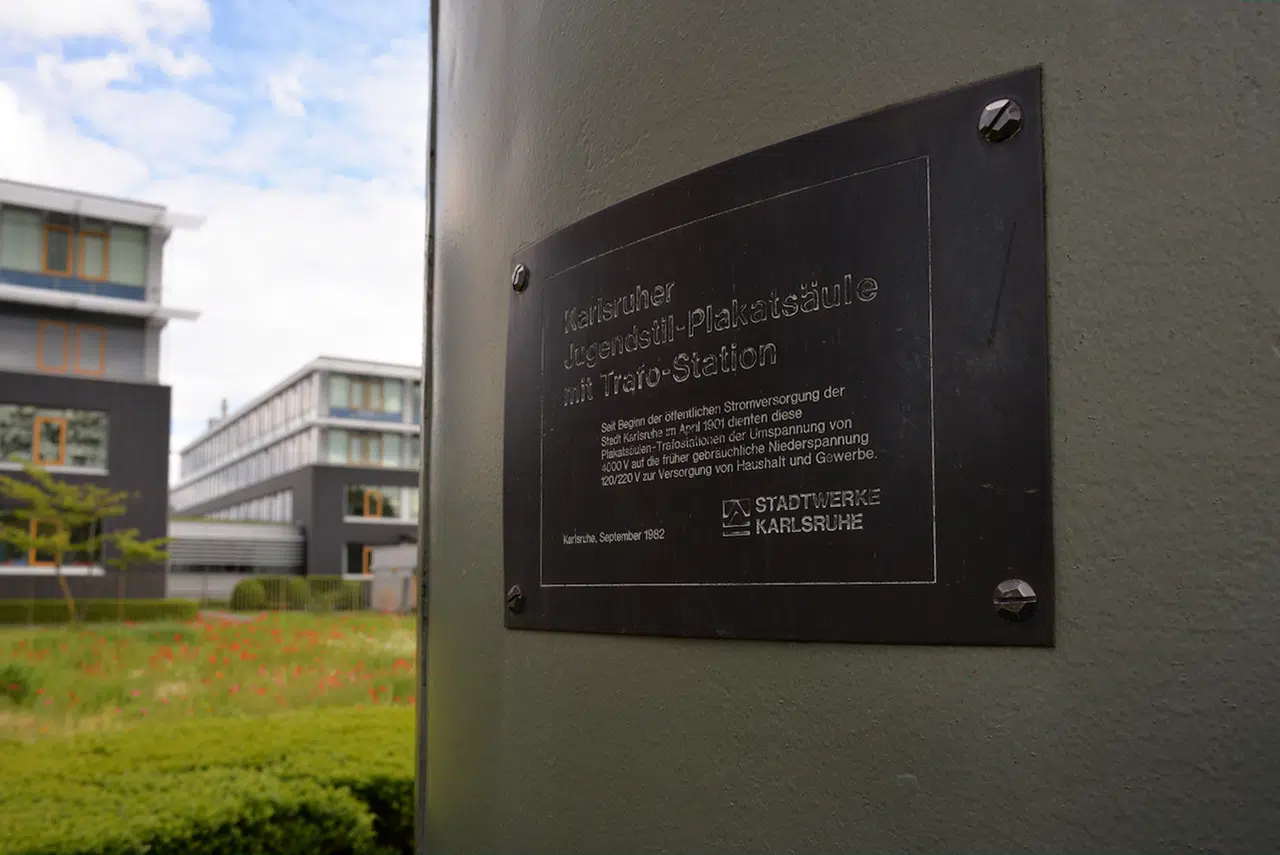 Karlsruher
Jugendstil-Plakatsäule
mit Trafo-Station
Seit Beginn der öffentlichen Stromversorgung der
Stadt Karlsruhe im April 1901 dienten diese
Plakatsäulen-Trafostationen der Umspannung von
4000 V auf die früher gebräuchliche Niederspannung
120/220 V zur Versorgung von Haushalt und Gewerbe.
STADTWERKE
KARLSRUHE
Karlsruhe, September 1982